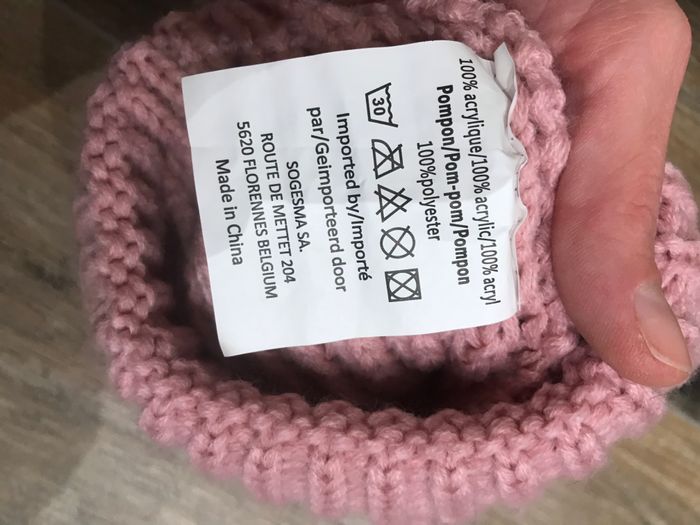 100% acrylique/100% acrylic/100% acryl
Pompon/Pom-pom/Pompon
100%polyester
30
Imported by/Importé
par/Geimporteerd door
SOGESMA SA.
ROUTE DE METTET 204
5620 FLORENNES BELGIUM
Made in China